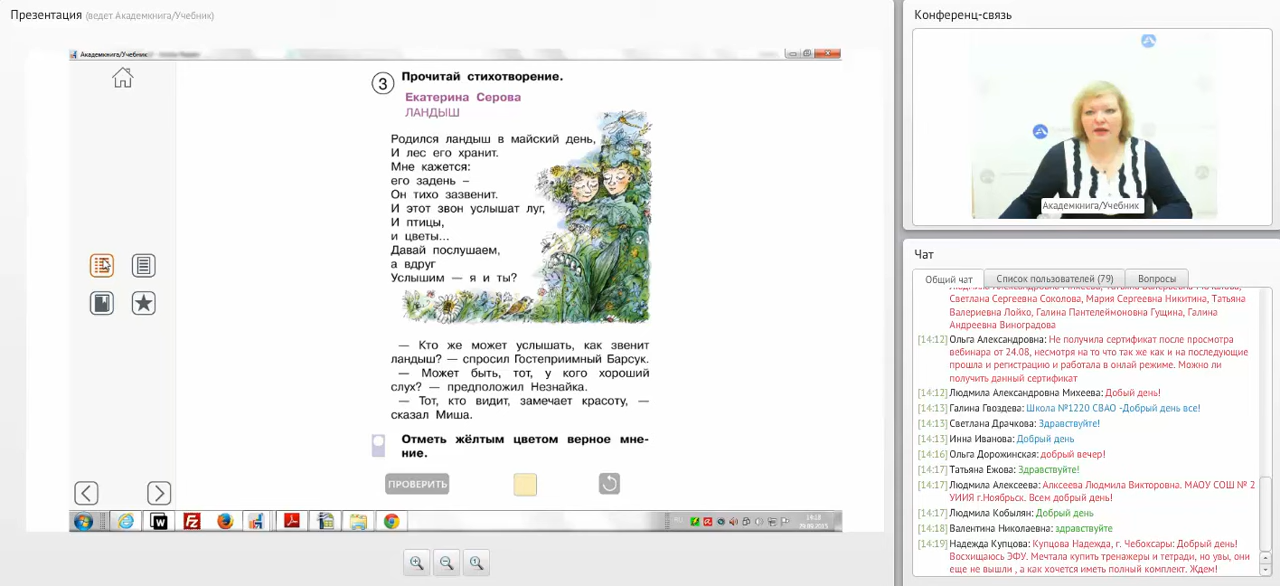 Презентация (ведет Академкнига/Учебник)
Академкнига/Учебник
3 Прочитай стихотворение.
Екатерина Серова
ЛАНДЫШ
Родился ландыш в майский день,
И лес его хранит.
Мне кажется:
его задень –
Он тихо зазвенит.
И этот звон услышат луг,
И птицы,
и цветы...
Давай послушаем,
а вдруг
Услышим — я и ты?
— Кто же может услышать, как звенит
ландыш? — спросил Гостеприимный Барсук.
— Может быть, тот, у кого хороший
слух? — предположил Незнайка.
— Тот, кто видит, замечает красоту, —
сказал Миша.
Отметь жёлтым цветом верное мне-
ние.
ПРОВЕРИТЬ
Конференц-связь
Академкнига/Учебник
Чат
Общий чат
Список пользователей (79)
Вопросы
Светлана Сергеевна Соколова, Мария Сергеевна Никитина, Татьяна
Валериевна Лойко, Галина Пантелеймоновна Гущина, Галина
Андреевна Виноградова
[14:12] Ольга Александровна: Не получила сертификат после просмотра
вебинара от 24.08, несмотря на то что так же как и на последующие
прошла и регистрацию и работала в онлай режиме. Можно ли
получить данный сертификат
[14:12] Людмила Александровна Михеева: Добый день!
[14:13] Галина Гвоздева: Школа №1220 СВАО -Добрый день все!
[14:13] Светлана Драчкова: Здравствуйте!
[14:13] Инна Иванова: Добрый день
[14:16] Ольга Дорожинская: добрый вечер!
[14:17] Татьяна Ёжова: Здравствуйте!
[14:17] Людмила Алексеева: Алксеева Людмила Викторовна. МАОУ СОШ № 2
УИИЯ г.Ноябрьск. Всем добрый день!
[14:17] Людмила Кобылян: Добрый день
[14:18] Валентина Николаевна: здравствуйте
[14:19] Надежда Купцова: Купцова Надежда, г. Чебоксары: Добрый день!
Восхищаюсь ЭФУ. Мечтала купить тренажеры и тетради, но увы, они
еще не вышли , а как хочется иметь полный комплект. Ждем!